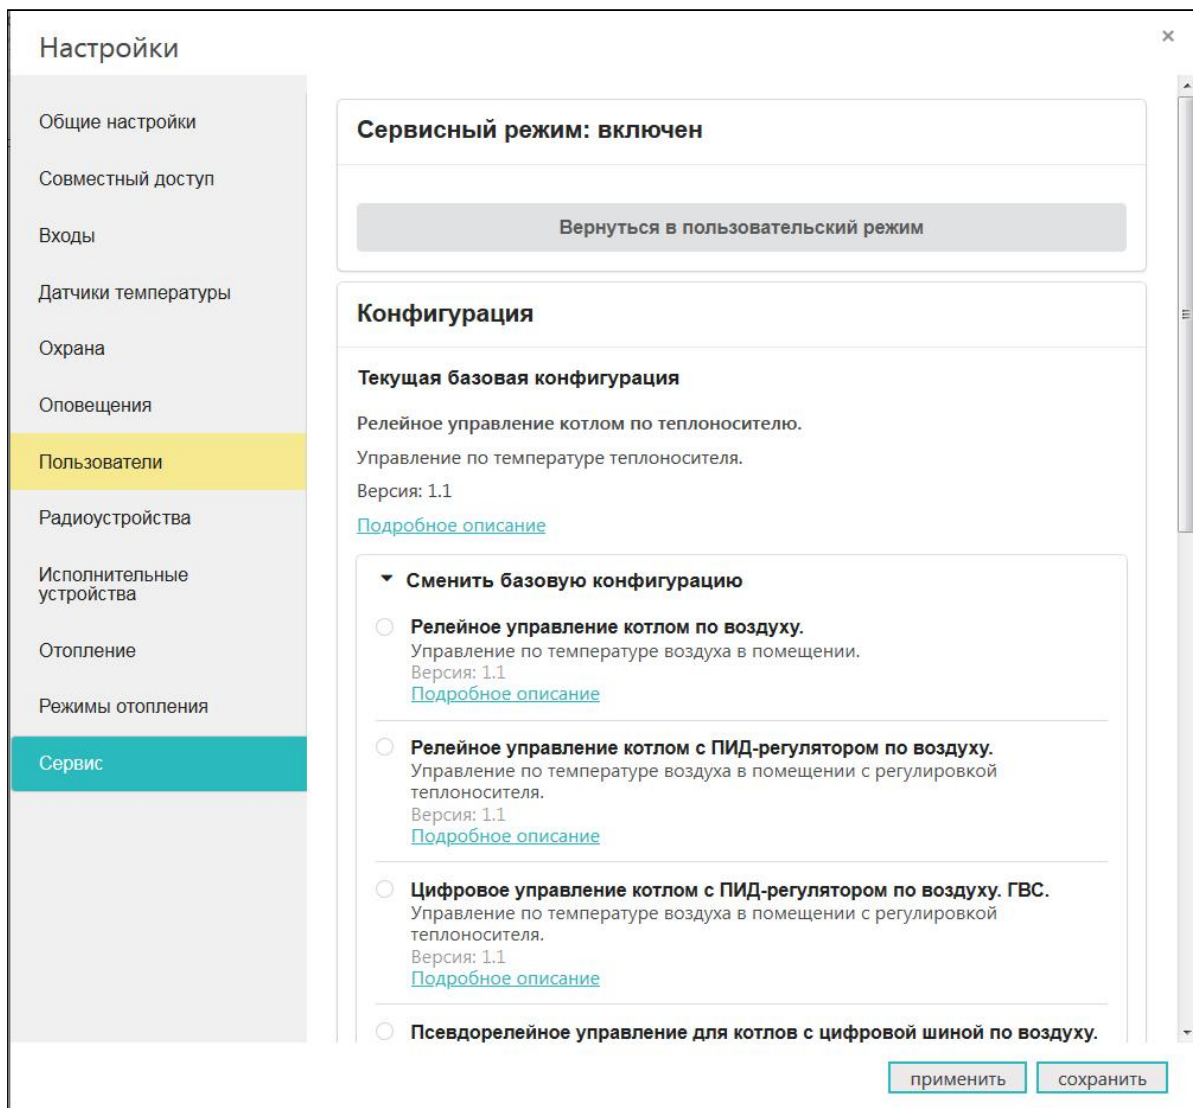 Настройки
×
Общие настройки
Совместный доступ
Входы
Датчики температуры
Охрана
Оповещения
Пользователи
Радиоустройства
Исполнительные
устройства
Отопление
Режимы отопления
Сервис
Сервисный режим: включен
Вернуться в пользовательский режим
Конфигурация
Текущая базовая конфигурация
Релейное управление котлом по теплоносителю.
Управление по температуре теплоносителя.
Версия: 1.1
Подробное описание
Сменить базовую конфигурацию
Релейное управление котлом по воздуху.
Управление по температуре воздуха в помещении.
Версия: 1.1
Подробное описание
Релейное управление котлом с ПИД-регулятором по воздуху.
Управление по температуре воздуха в помещении с регулировкой
теплоносителя.
Версия: 1.1
Подробное описание
Цифровое управление котлом с ПИД-регулятором по воздуху. ГВС.
Управление по температуре воздуха в помещении с регулировкой
теплоносителя.
Версия: 1.1
Подробное описание
Псевдорелейное управление для котлов с цифровой шиной по воздуху.
применить
сохранить